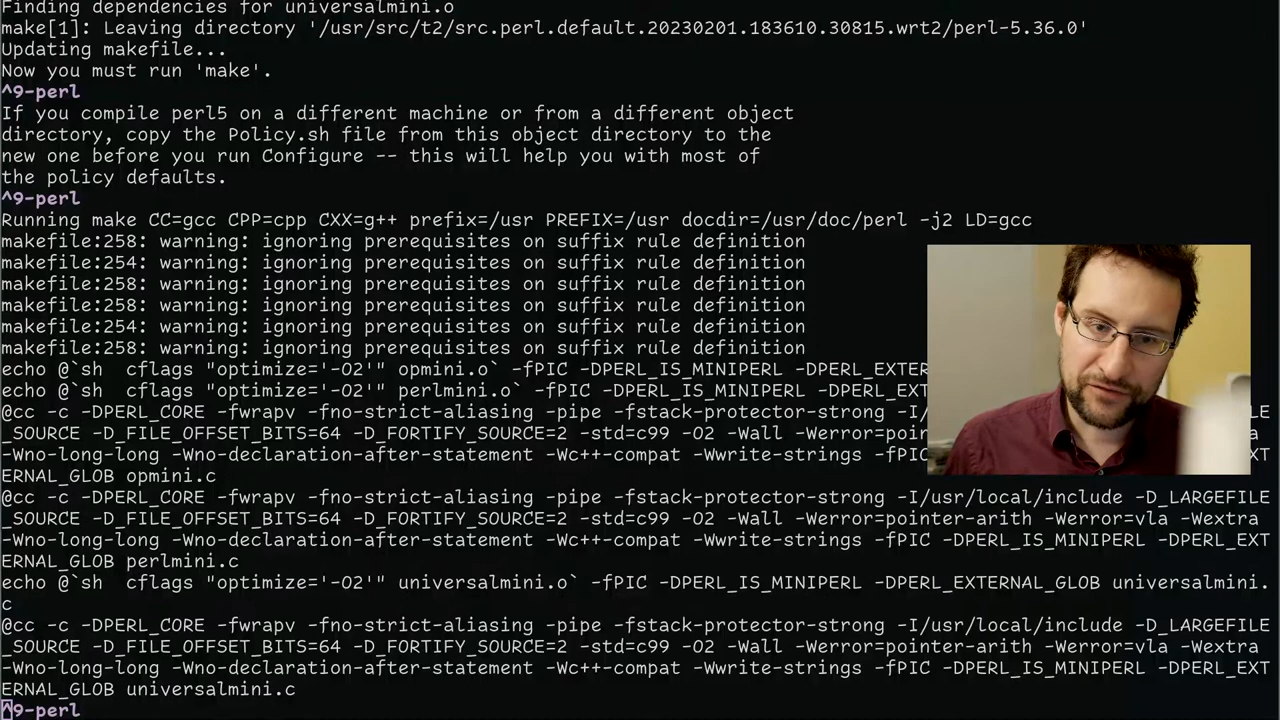 Finding dependencies for universalmini.o
make[1]: Leaving directory '/usr/src/t2/src.perl.default.20230201.183610.30815.wrt2/perl-5.36.0'
Updating makefile...
Now you must run 'make'.
^9-perl
If you compile perl5 on a different machine or from a different object
directory, copy the Policy.sh file from this object directory to the
new one before you run Configure -- this will help you with most of
the policy defaults.
^9-perl
Running make CC=gcc CPP=cpp CXX=g++ prefix=/usr PREFIX=/usr docdir=/usr/doc/perl -j2 LD=gcc
makefile:258: warning: ignoring prerequisites on suffix rule definition
makefile:254: warning: ignoring prerequisites on suffix rule definition
makefile:258: warning: ignoring prerequisites on suffix rule definition
makefile:258: warning: ignoring prerequisites on suffix rule definition
makefile:254: warning: ignoring prerequisites on suffix rule definition
makefile:258: warning: ignoring prerequisites on suffix rule definition
echo @`sh  cflags "optimize='-O2'" opmini.o` -fPIC -DPERL_IS_MINIPERL -DPERL_EXTER
echo @`sh  cflags "optimize='-O2'" perlmini.o` -fPIC -DPERL_IS_MINIPERL -DPERL_EXT
@cc -c -DPERL_CORE -fwrapv -fno-strict-aliasing -pipe -fstack-protector-strong -I/ LE
_SOURCE -D_FILE_OFFSET_BITS=64 -D_FORTIFY_SOURCE=2 -std=c99 -O2 -Wall -Werror=poin a
-Wno-long-long -Wno-declaration-after-statement -Wc++-compat -Wwrite-strings -fPI XT
ERNAL_GLOB opmini.c
@cc -c -DPERL_CORE -fwrapv -fno-strict-aliasing -pipe -fstack-protector-strong -I/usr/local/include -D_LARGEFILE
_SOURCE -D_FILE_OFFSET_BITS=64 -D_FORTIFY_SOURCE=2 -std=c99 -O2 -Wall -Werror=pointer-arith -Werror=vla -Wextra
-Wno-long-long -Wno-declaration-after-statement -Wc++-compat -Wwrite-strings -fPIC -DPERL_IS_MINIPERL -DPERL_EXT
ERNAL_GLOB perlmini.c
echo @`sh  cflags "optimize='-O2'" universalmini.o` -fPIC -DPERL_IS_MINIPERL -DPERL_EXTERNAL_GLOB universalmini.
c
@cc -c -DPERL_CORE -fwrapv -fno-strict-aliasing -pipe -fstack-protector-strong -I/usr/local/include -D_LARGEFILE
_SOURCE -D_FILE_OFFSET_BITS=64 -D_FORTIFY_SOURCE=2 -std=c99 -O2 -Wall -Werror=pointer-arith -Werror=vla -Wextra
-Wno-long-long -Wno-declaration-after-statement -Wc++-compat -Wwrite-strings -fPIC -DPERL_IS_MINIPERL -DPERL_EXT
ERNAL_GLOB universalmini.c
^9-perl